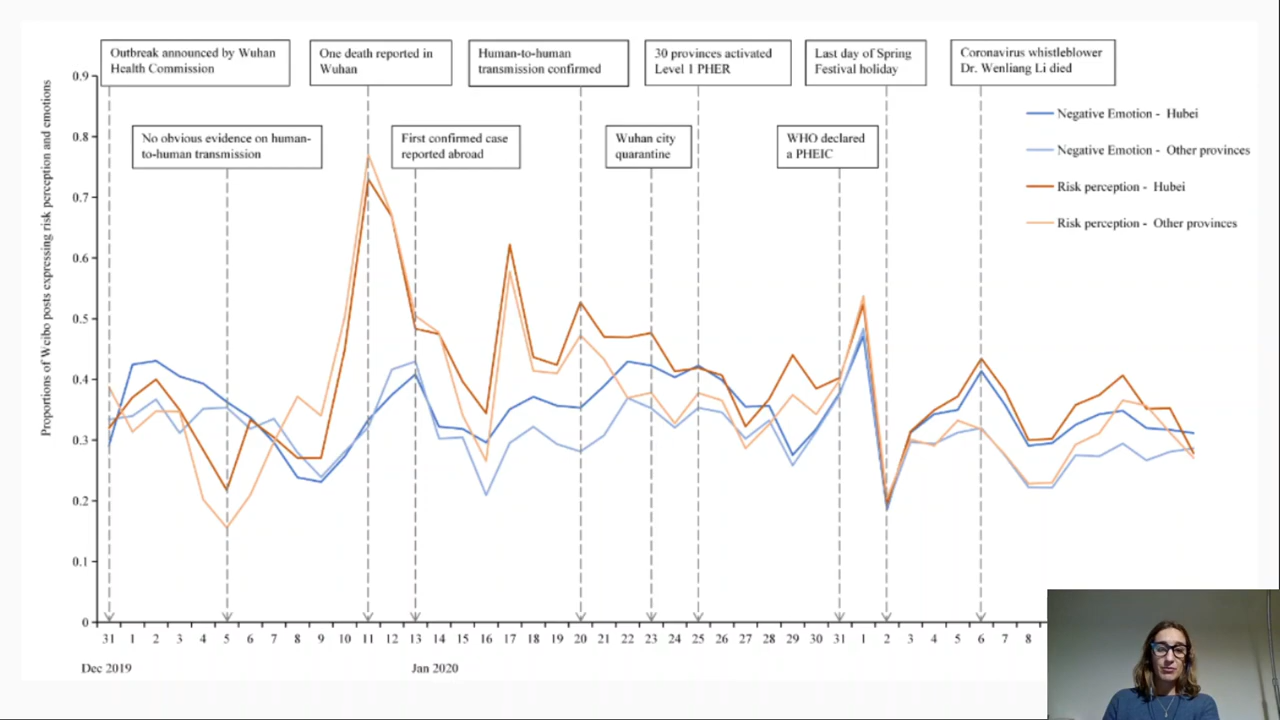 Outbreak announced by Wuhan
Health Commission
One death reported in
Wuhan
Human-to-human
transmission confirmed
30 provinces activated
Level 1 PHER
Last day of Spring
Festival holiday
Coronavirus whistleblower
Dr. Wenliang Li died
No obvious evidence on human-
to-human transmission
First confirmed case
reported abroad
Wuhan city
quarantine
WHO declared
a PHEIC
Negative Emotion - Hubei
Negative Emotion - Other provinces
Risk perception - Hubei
Risk perception - Other provinces
Proportions of Weibo posts expressing risk perception and emotions
0.9
0.8
0.7
0.6
0.5
0.4
0.3
0.2
0.1
0
31 1 2 3 4 5 6 7 8 9 10 11 12 13 14 15 16 17 18 19 20 21 22 23 24 25 26 27 28 29 30 31 1 2 3 4 5 6 7 8
Dec 2019 Jan 2020